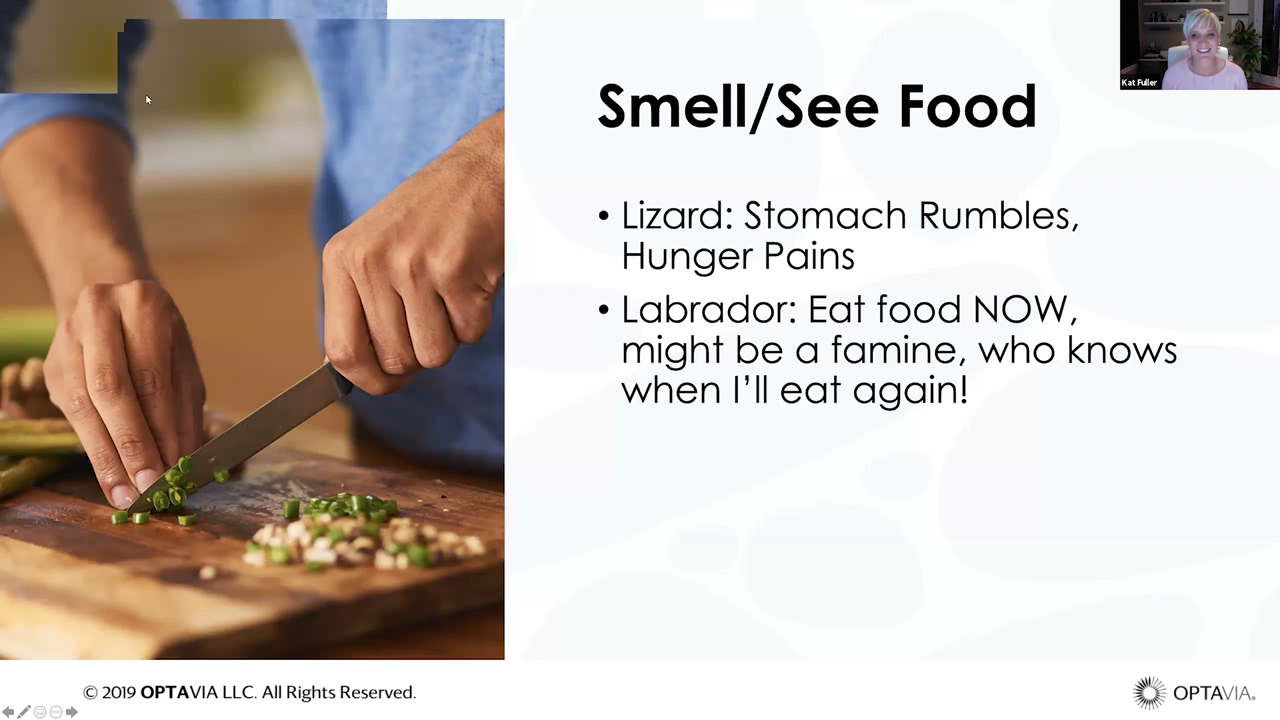 Kat Fuller
Smell/See Food
• Lizard: Stomach Rumbles,
Hunger Pains
• Labrador: Eat food NOW,
might be a famine, who knows
when I'll eat again!
© 2019 OPTAVIA LLC. All Rights Reserved.
OPTAVIA®